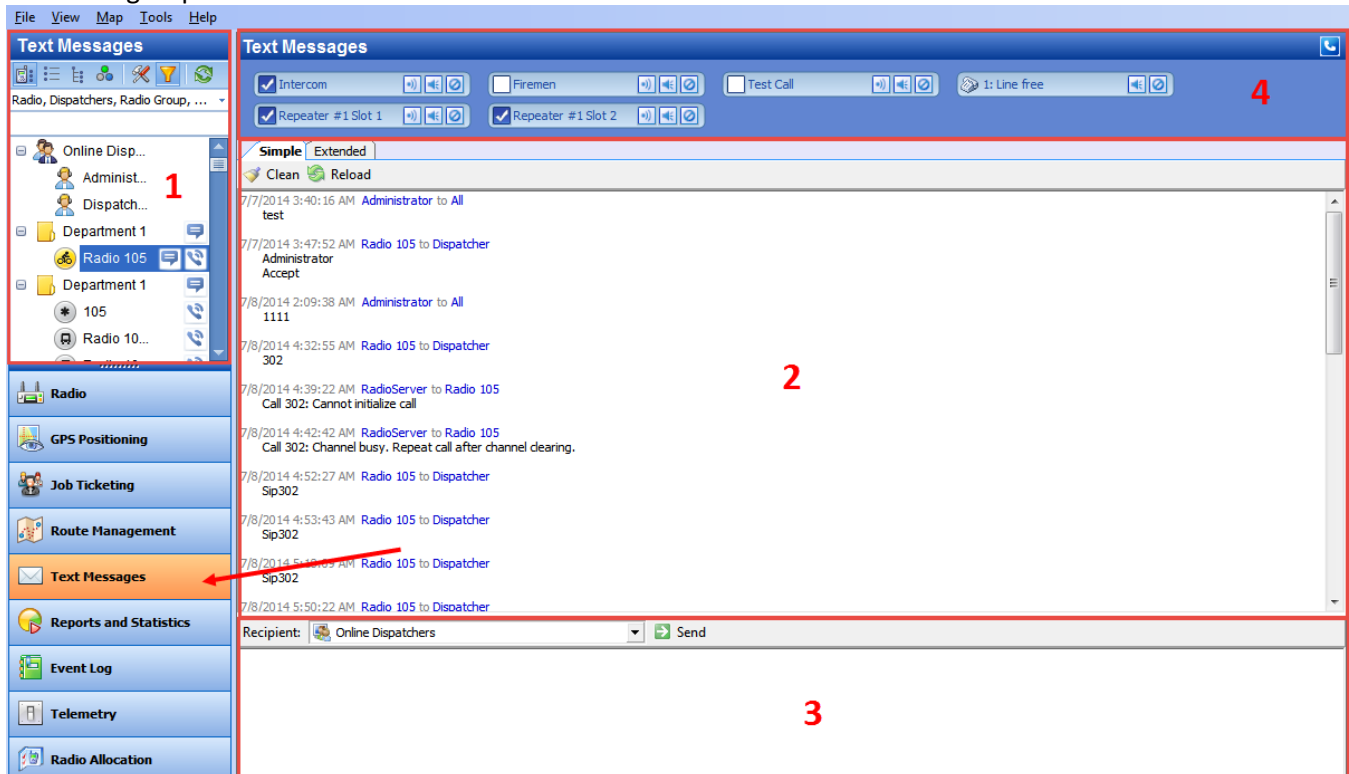 File View Map Tools Help
Text Messages
Radio, Dispatchers, Radio Group, ...
Online Disp...
Administ...
1
Dispatch...
Department 1
Radio 105
Department 1
105
Radio 10...
Radio
GPS Positioning
Job Ticketing
Route Management
Text Messages
Reports and Statistics
Event Log
Telemetry
Radio Allocation
Text Messages
Intercom
Firemen
Test Call
1: Line free
4
Repeater #1 Slot 1
Repeater #1 Slot 2
Simple Extended
Clean Reload
7/7/2014 3:40:16 AM Administrator to All
test
7/7/2014 3:47:52 AM Radio 105 to Dispatcher
Administrator
Accept
7/8/2014 2:09:38 AM Administrator to All
1111
7/8/2014 4:32:55 AM Radio 105 to Dispatcher
302
2
7/8/2014 4:39:22 AM RadioServer to Radio 105
Call 302: Cannot initialize call
7/8/2014 4:42:42 AM RadioServer to Radio 105
Call 302: Channel busy. Repeat call after channel clearing.
7/8/2014 4:52:27 AM Radio 105 to Dispatcher
Sip302
7/8/2014 4:53:43 AM Radio 105 to Dispatcher
Sip302
7/8/2014 AM Radio 105 to Dispatcher
Sip302
7/8/2014 5:50:22 AM Radio 105 to Dispatcher
Recipient: Online Dispatchers Send
3